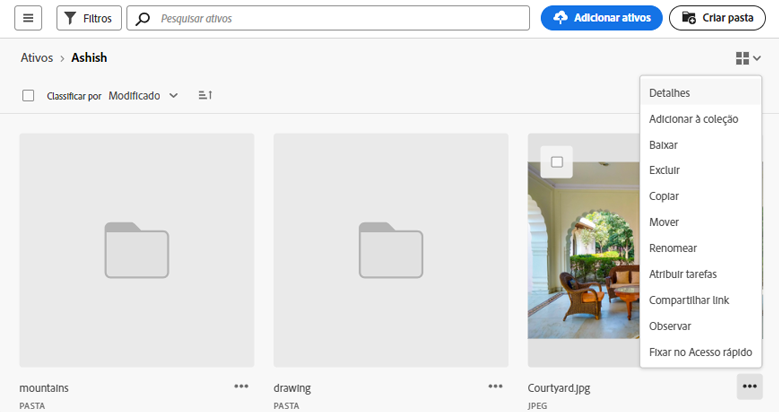 Filtros
Pesquisar ativos
Adicionar ativos
Criar pasta
Ativos > Ashish
Classificar por Modificado
Detalhes
Adicionar à coleção
Baixar
Excluir
Copiar
Mover
Renomear
Atribuir tarefas
Compartilhar link
Observar
Fixar no Acesso rápido
mountains
PASTA
drawing
PASTA
Courtyard.jpg
JPEG